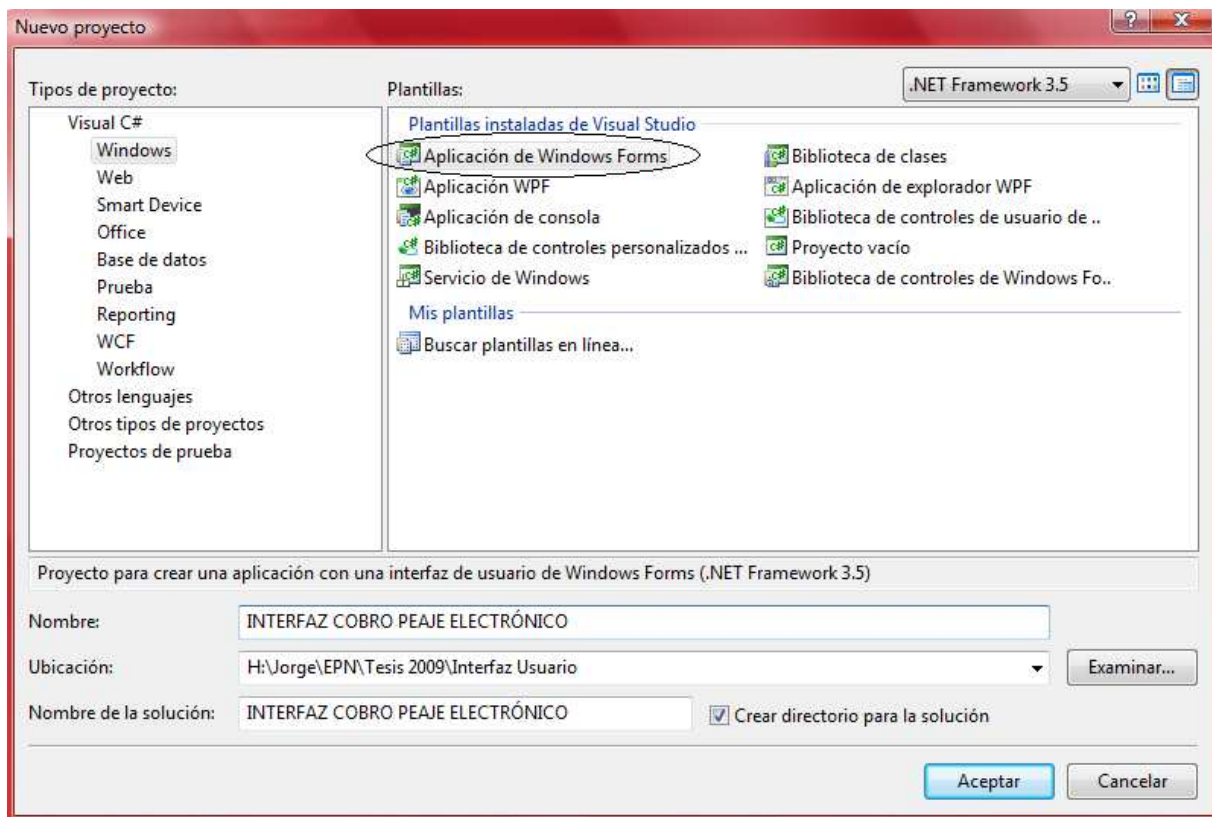 Nuevo proyecto
?
X
Tipos de proyecto:
Plantillas:
.NET Framework 3.5
Visual C#
Windows
Web
Smart Device
Office
Base de datos
Prueba
Reporting
WCF
Workflow
Otros lenguajes
Otros tipos de proyectos
Proyectos de prueba
Plantillas instaladas de Visual Studio
Aplicación de Windows Forms
Biblioteca de clases
Aplicación WPF
Aplicación de explorador WPF
Aplicación de consola
Biblioteca de controles de usuario de ..
Biblioteca de controles personalizados ...
Proyecto vacío
Servicio de Windows
Biblioteca de controles de Windows Fo..
Mis plantillas
Buscar plantillas en línea...
Proyecto para crear una aplicación con una interfaz de usuario de Windows Forms (.NET Framework 3.5)
Nombre: INTERFAZ COBRO PEAJE ELECTRÓNICO
Ubicación: H:\Jorge\EPN\Tesis 2009\Interfaz Usuario Examinar...
Nombre de la solución: INTERFAZ COBRO PEAJE ELECTRÓNICO Crear directorio para la solución
Aceptar Cancelar